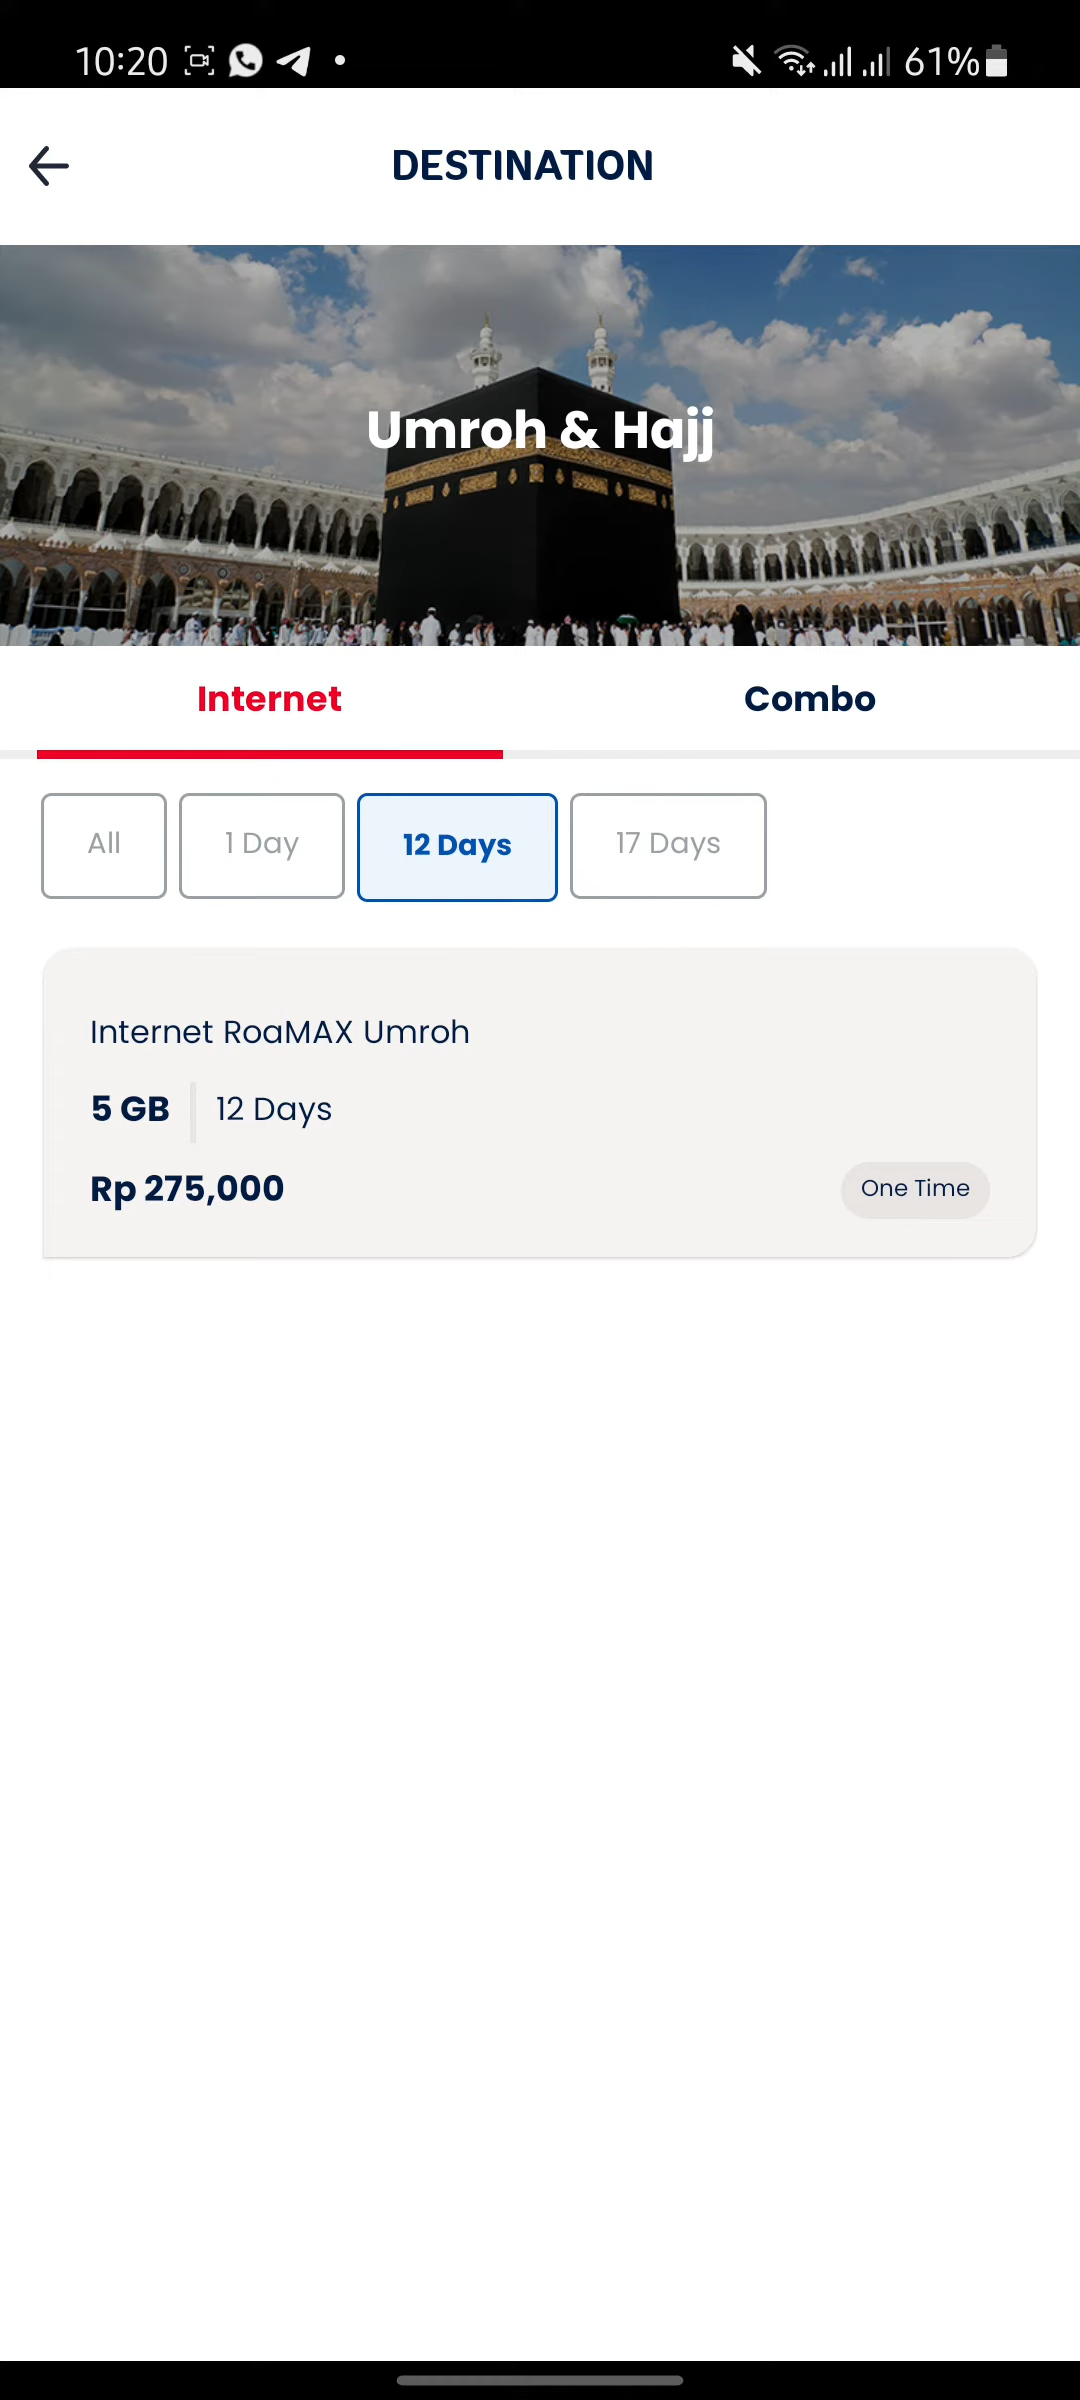 10:20
61%
DESTINATION
Umroh & Hajj
Internet
Combo
All
1 Day
12 Days
17 Days
Internet RoaMAX Umroh
5 GB
12 Days
Rp 275,000
One Time